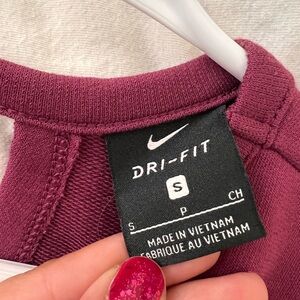 DRI-FIT
S
S P CH
MADE IN VIETNAM
FABRIQUE AU VIETNAM